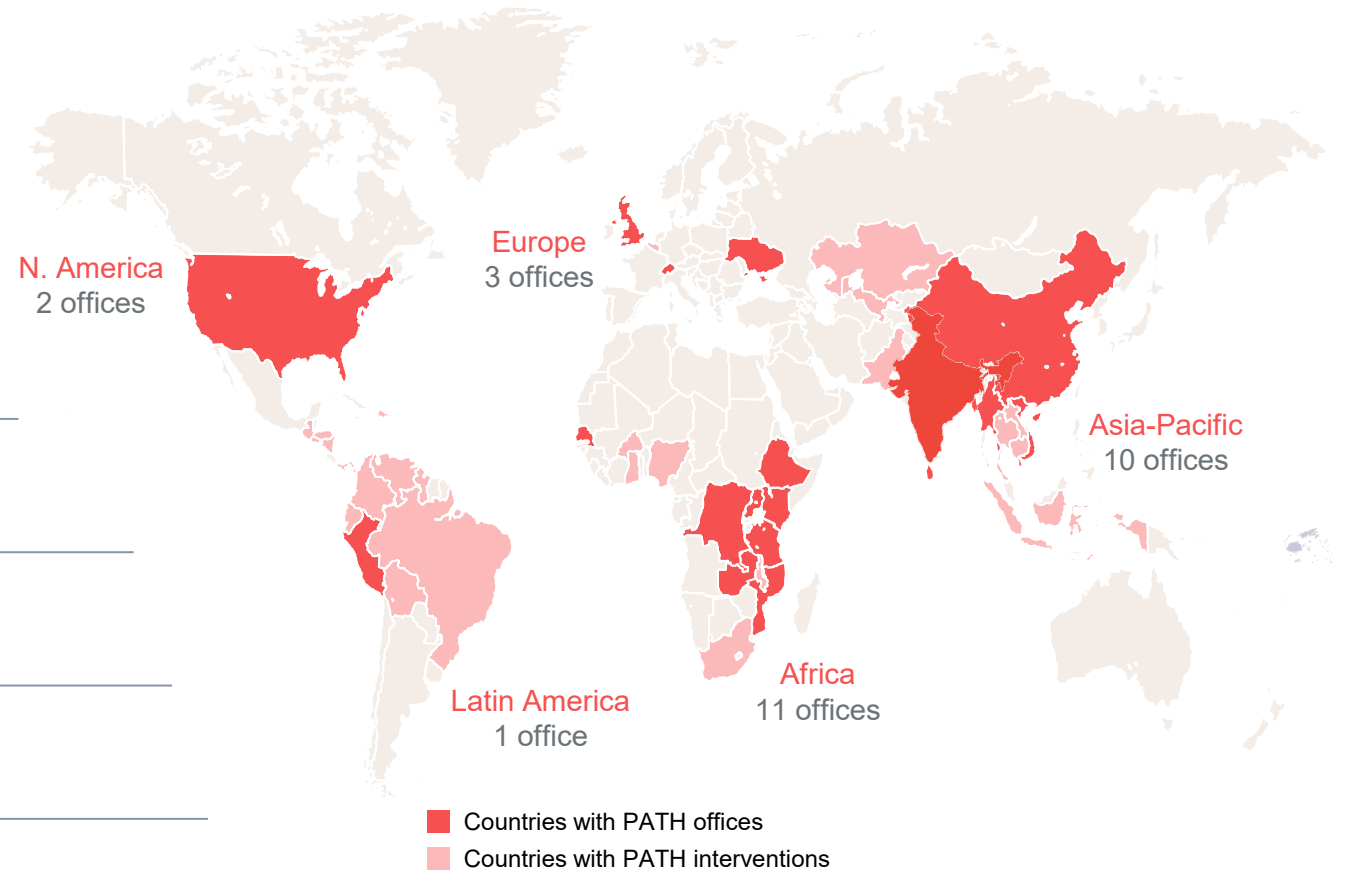 N. America
2 offices
Europe
3 offices
Asia-Pacific
10 offices
Africa
11 offices
Latin America
1 office
Countries with PATH offices
Countries with PATH interventions